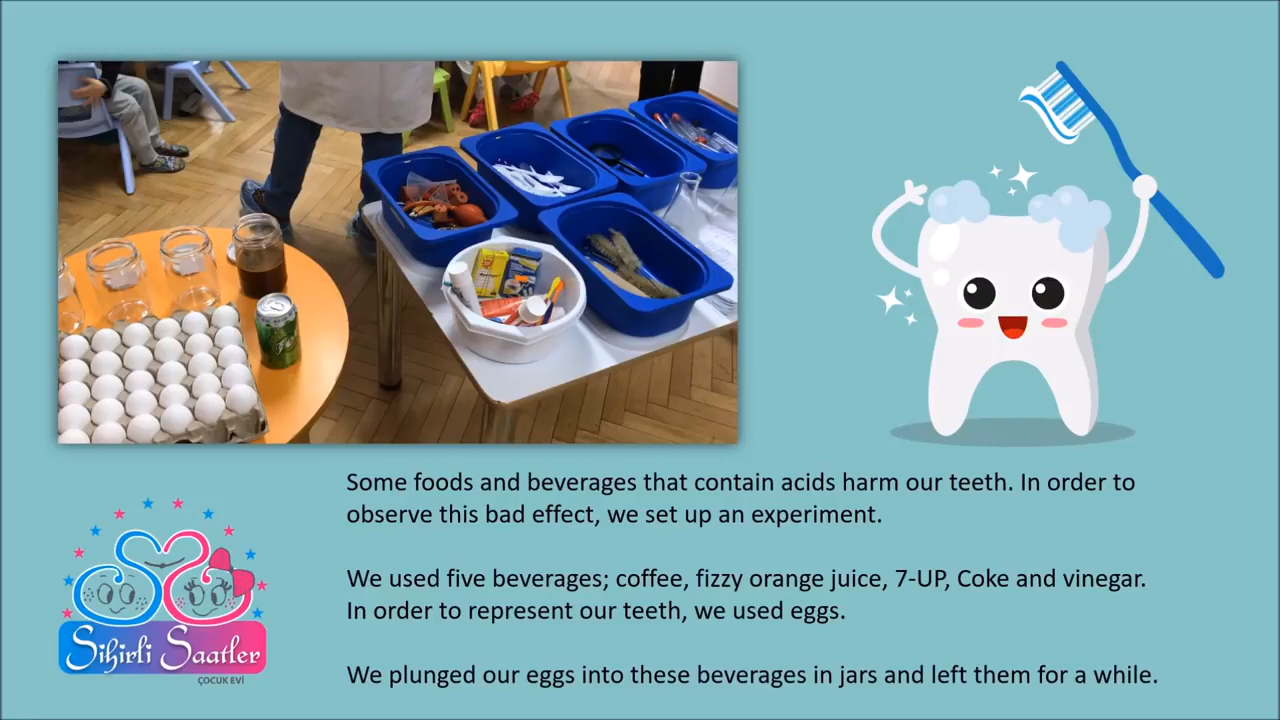 Some foods and beverages that contain acids harm our teeth. In order to
observe this bad effect, we set up an experiment.
We used five beverages; coffee, fizzy orange juice, 7-UP, Coke and vinegar.
In order to represent our teeth, we used eggs.
We plunged our eggs into these beverages in jars and left them for a while.
Sihirli Saatler
ÇOCUK EVİ